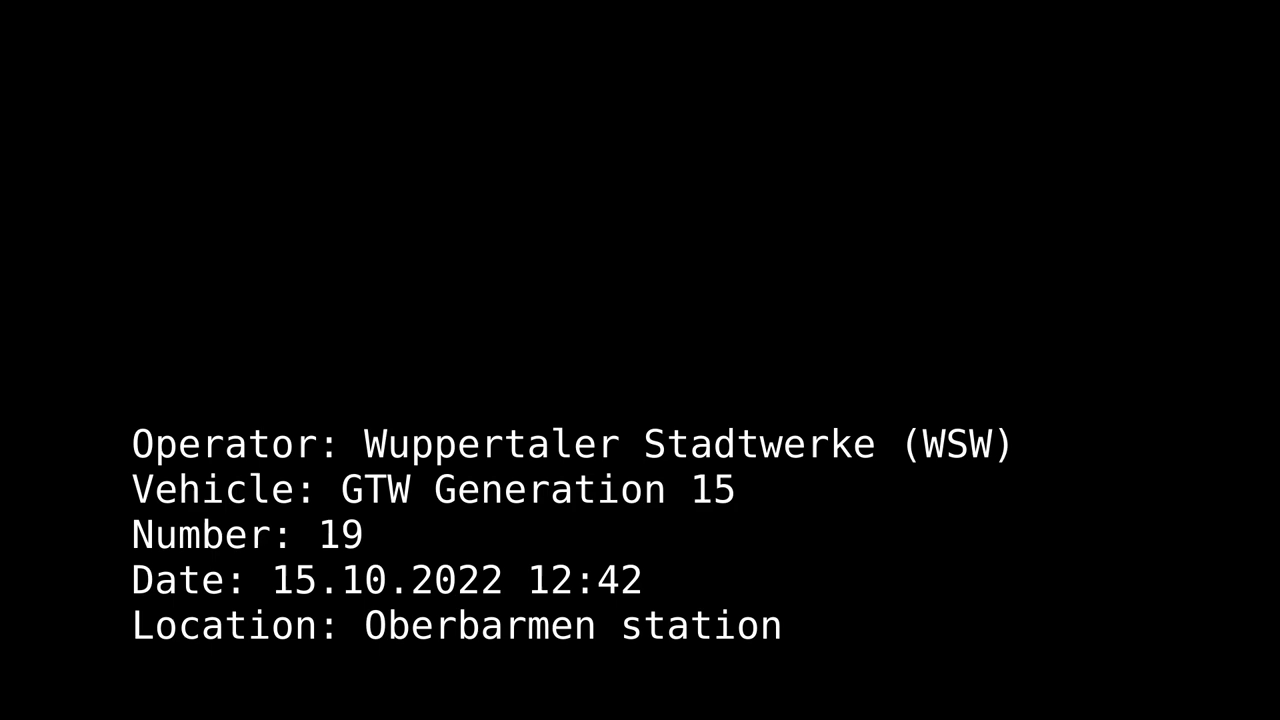 Operator: Wuppertaler Stadtwerke (WSW)
Vehicle: GTW Generation 15
Number: 19
Date: 15.10.2022 12:42
Location: Oberbarmen station